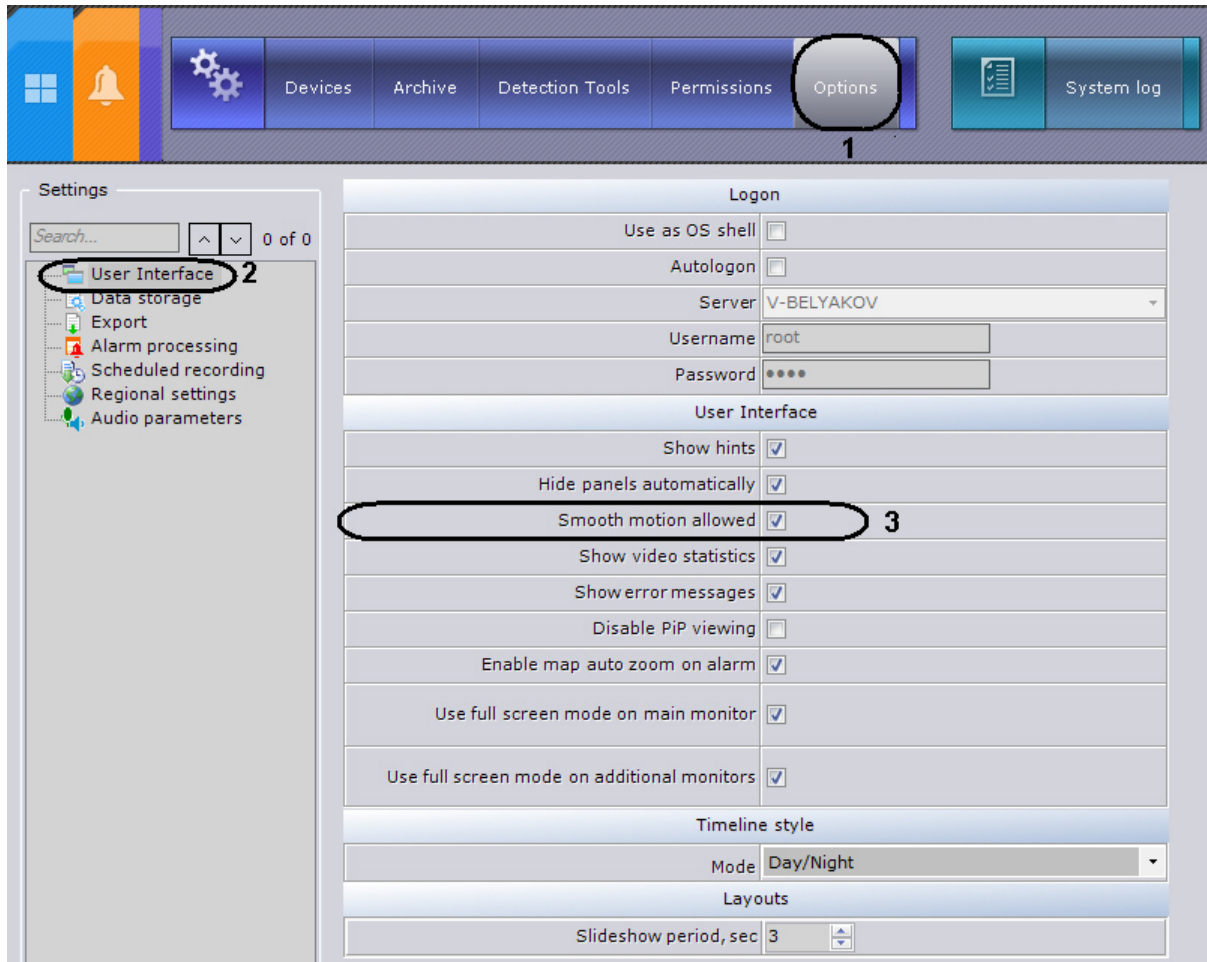 Devices Archive Detection Tools Permissions Options System log
1
Settings
Search... 0 of 0
User Interface 2
Data storage
Export
Alarm processing
Scheduled recording
Regional settings
Audio parameters
Logon
Use as OS shell
Autologon
Server V-BELYAKOV
Username root
Password ••••
User Interface
Show hints
Hide panels automatically
Smooth motion allowed 3
Show video statistics
Show error messages
Disable PiP viewing
Enable map auto zoom on alarm
Use full screen mode on main monitor
Use full screen mode on additional monitors
Timeline style
Mode Day/Night
Layouts
Slideshow period, sec 3